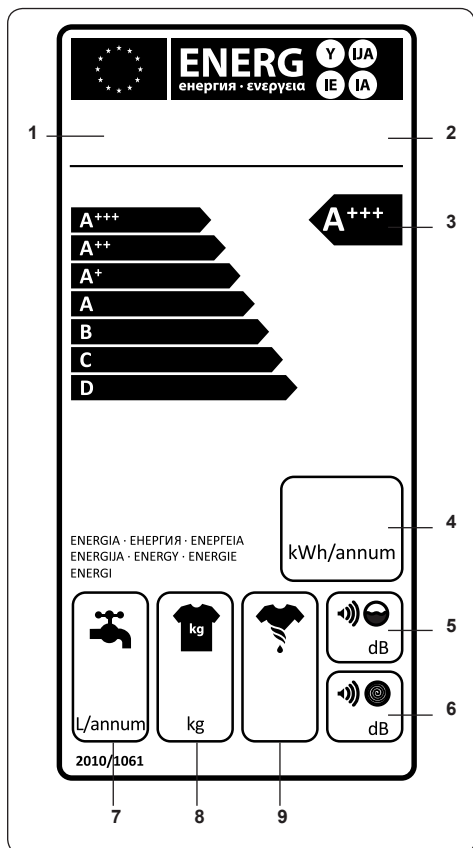 ENERG
енергия · ενεργεια
Y IJA
IE IA
1
2
A+++
A+++
3
A++
A+
A
B
C
D
4
kWh/annum
ENERGIA · ЕНЕРГИЯ · ΕΝΕΡΓΕΙΑ
ENERGIJA · ENERGY · ENERGIE
ENERGI
kg
5
dB
6
L/annum
kg
dB
2010/1061
7
8
9